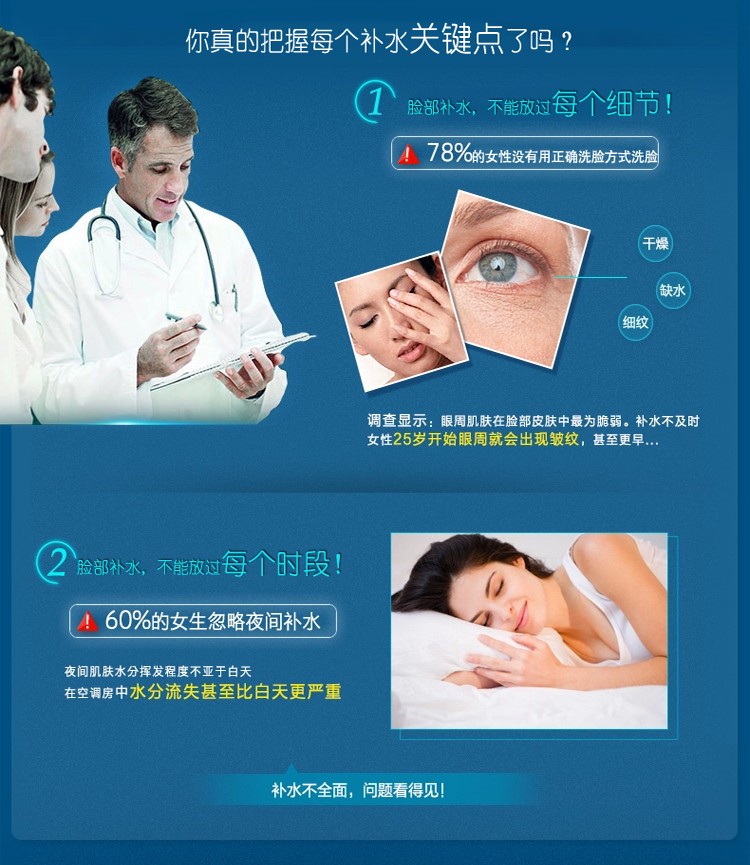 你真的把握每个补水关键点了吗？
1 脸部补水，不能放过每个细节！
78%的女性没有用正确洗脸方式洗脸
干燥
缺水
细纹
调查显示：眼周肌肤在脸部皮肤中最为脆弱。补水不及时
女性25岁开始眼周就会出现皱纹，甚至更早...
2 脸部补水，不能放过每个时段！
60%的女生忽略夜间补水
夜间肌肤水分挥发程度不亚于白天
在空调房中水分流失甚至比白天更严重
补水不全面，问题看得见！